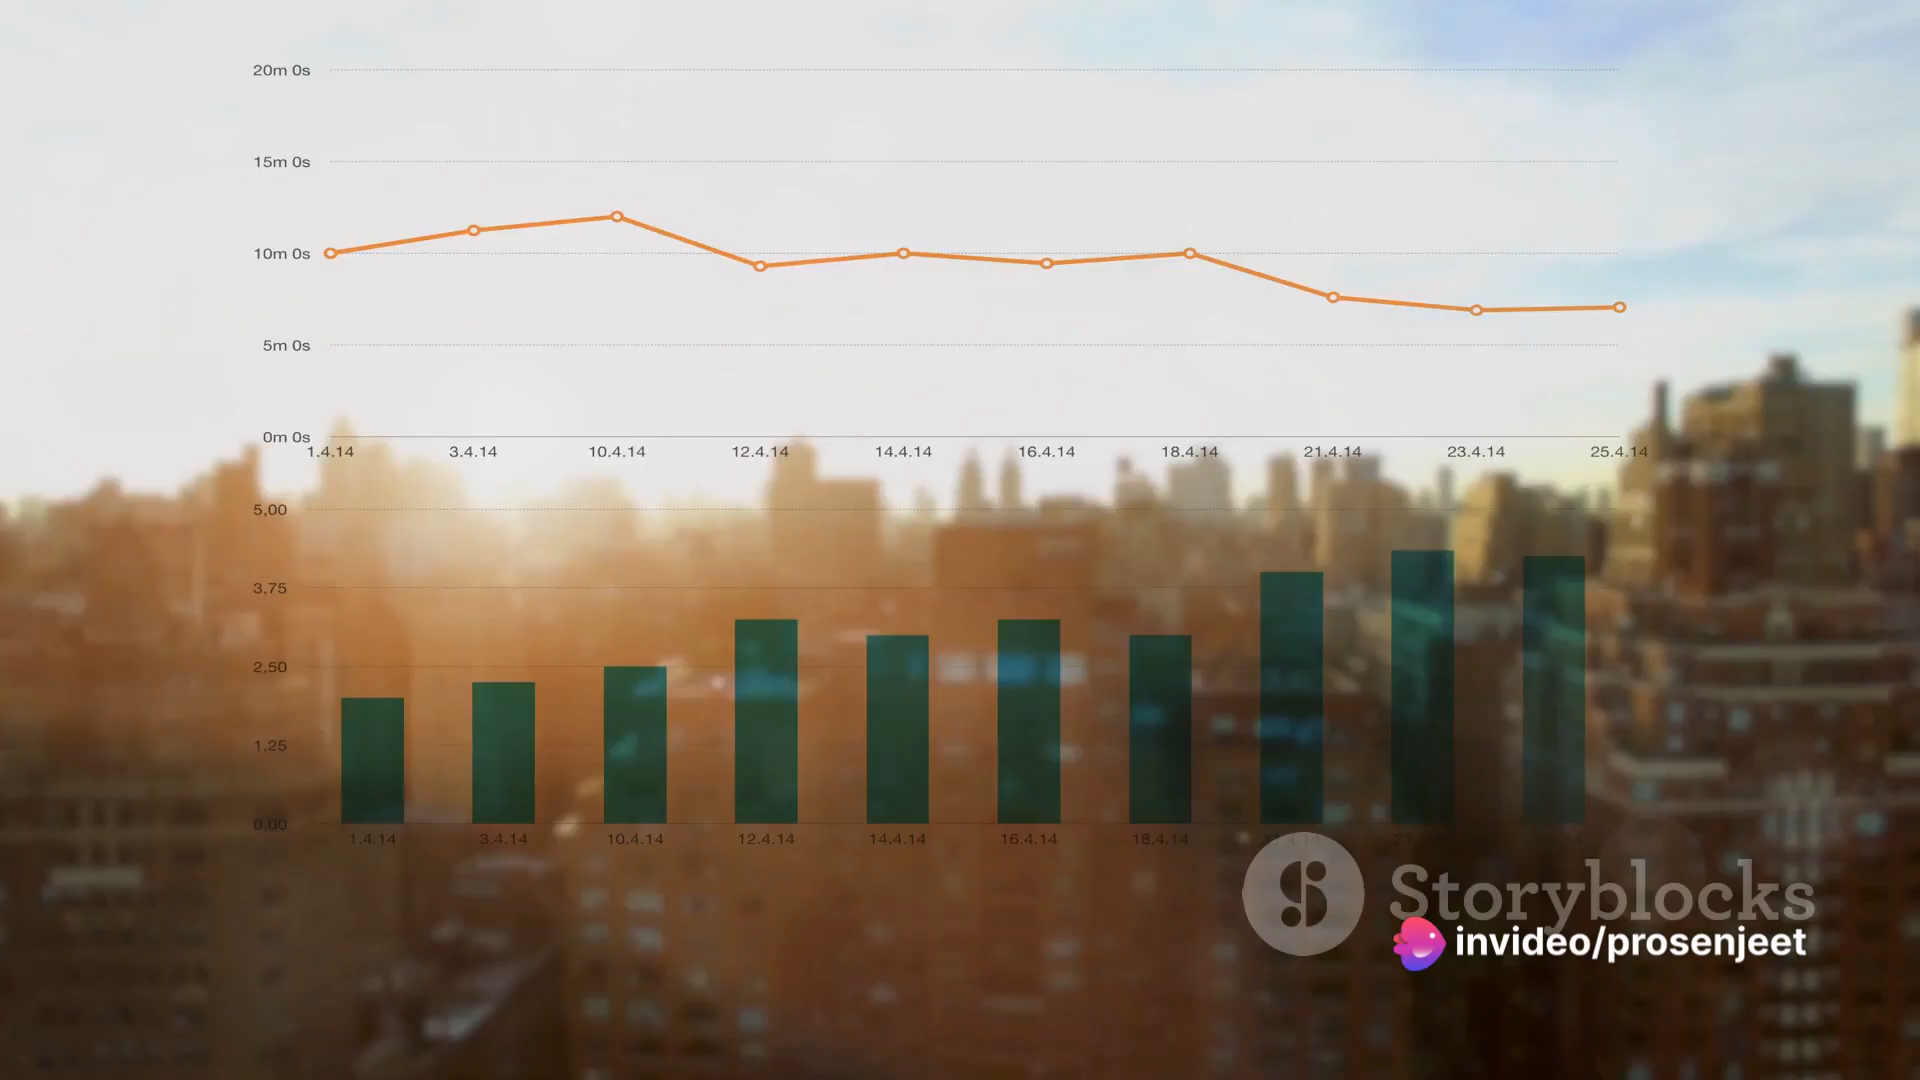 20m 0s
15m 0s
10m 0s
5m 0s
0m 0s
1.4.14 3.4.14 10.4.14 12.4.14 14.4.14 16.4.14 18.4.14 21.4.14 23.4.14 25.4.14
5,00
3,75
2,50
1,25
0,00
1.4.14 3.4.14 10.4.14 12.4.14 14.4.14 16.4.14 18.4.14
Storyblocks
invideo/prosenjeet